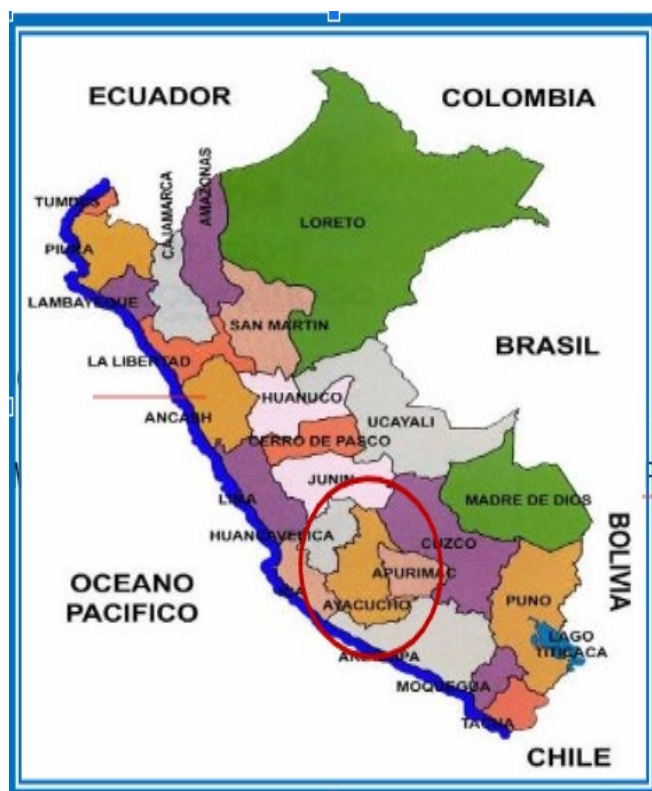 ECUADOR
COLOMBIA
TUMBES
CAJAMARCA
AMAZONAS
LORETO
PIURA
LAMBAYEQUE
SAN MARTIN
LA LIBERTAD
BRASIL
HUANUCO
ANCASH
UCAYALI
CERRO DE PASCO
JUNIN
LIMA
MADRE DE DIOS
HUANCAVELICA
CUZCO
BOLIVIA
OCEANO
PACIFICO
ICA
APURIMAC
AYACUCHO
PUNO
LAGO
TITICACA
AREQUIPA
MOQUEGUA
TACNA
CHILE